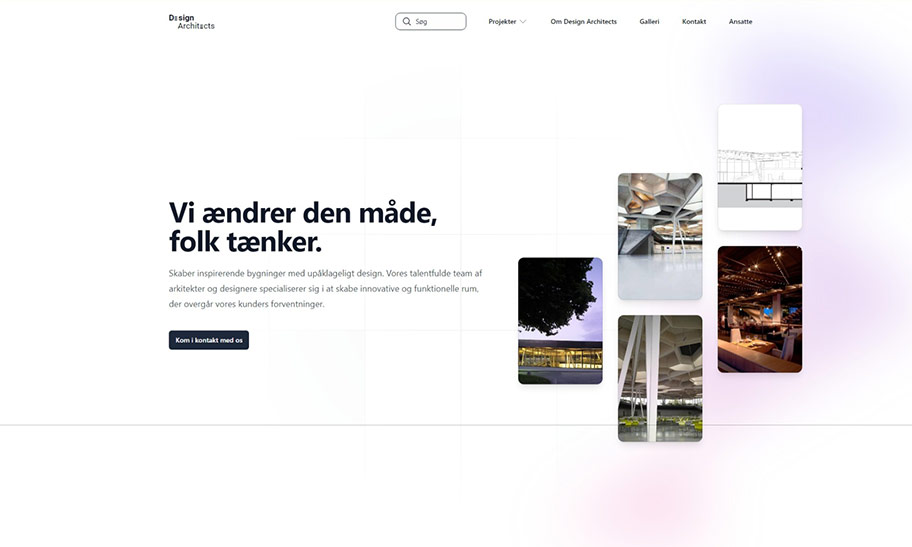 Design
Architects
Søg
Projekter
Om Design Architects
Galleri
Kontakt
Ansatte
Vi ændrer den måde,
folk tænker.
Skaber inspirerende bygninger med upåklageligt design. Vores talentfulde team af
arkitekter og designere specialiserer sig i at skabe innovative og funktionelle rum,
der overgår vores kunders forventninger.
Kom i kontakt med os